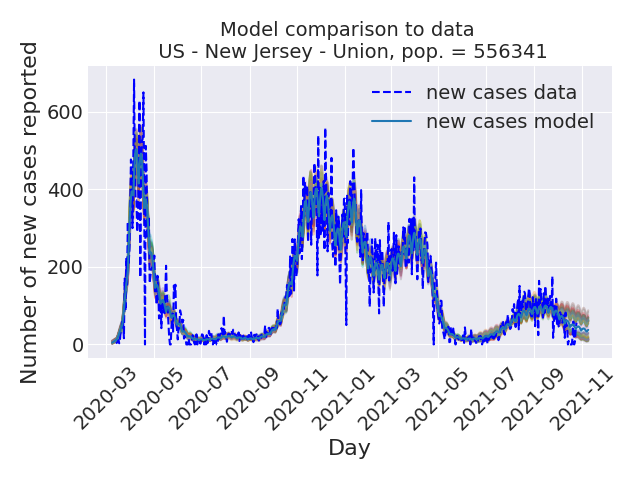 Model comparison to data
US - New Jersey - Union, pop. = 556341
new cases data
new cases model
Number of new cases reported
600
400
200
0
2020-03
2020-05
2020-07
2020-09
2020-11
2021-01
2021-03
2021-05
2021-07
2021-09
2021-11
Day